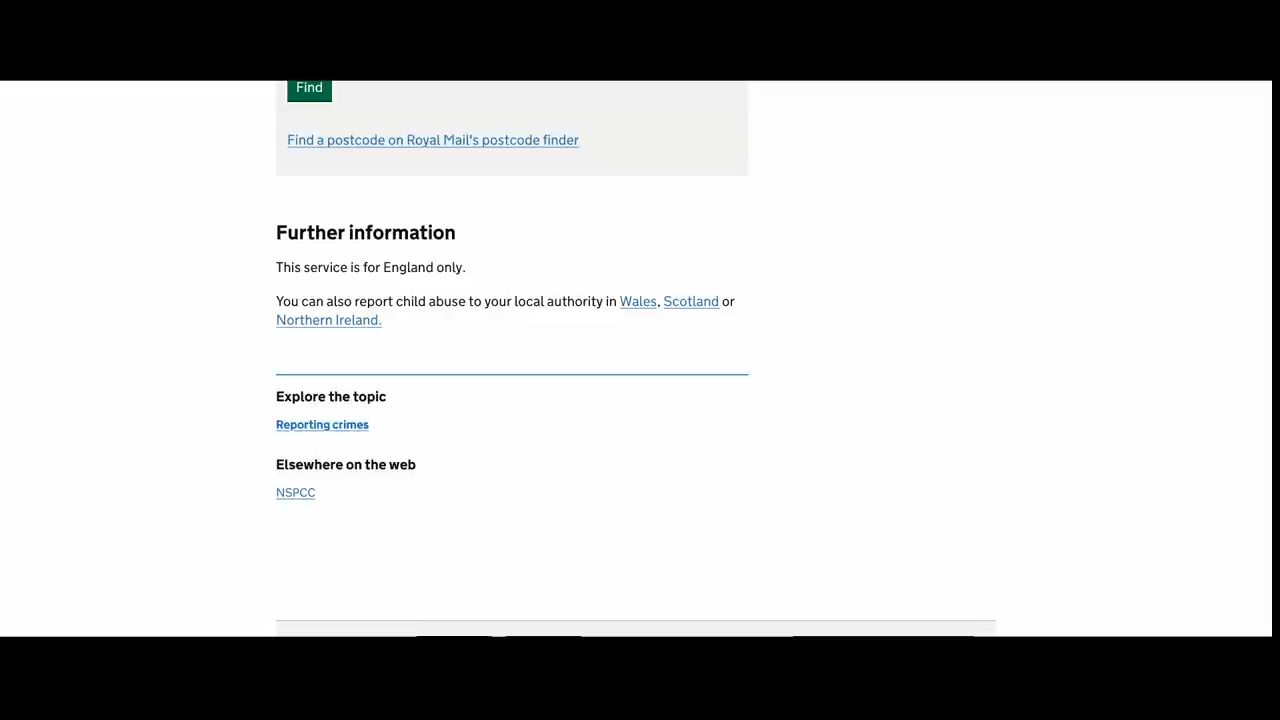 Find
Find a postcode on Royal Mail's postcode finder
Further information
This service is for England only.
You can also report child abuse to your local authority in Wales, Scotland or
Northern Ireland.
Explore the topic
Reporting crimes
Elsewhere on the web
NSPCC